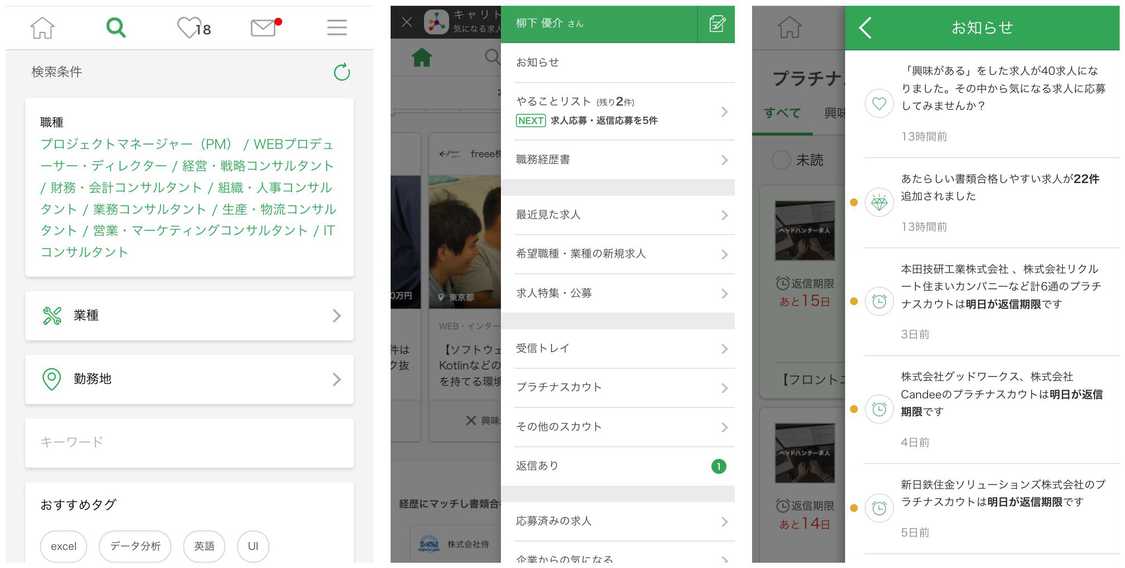 18
検索条件
職種
プロジェクトマネージャー（PM） / WEBプロデュ
ーサー・ディレクター / 経営・戦略コンサルタント
/ 財務・会計コンサルタント / 組織・人事コンサル
タント / 業務コンサルタント / 生産・物流コンサル
タント / 営業・マーケティングコンサルタント / IT
コンサルタント
業種
勤務地
キーワード
おすすめタグ
excel
データ分析
英語
UI
キャリト
気になる求人
freee株
0万円
東京都
WEB・インター
件は
ク抜
【ソフトウェ
Kotlinなどの
を持てる環境
興味
経歴にマッチし書類合
株式会社侍
柳下 優介 さん
お知らせ
やることリスト (残り2件)
NEXT 求人応募・返信応募を5件
職務経歴書
最近見た求人
希望職種・業種の新規求人
求人特集・公募
受信トレイ
プラチナスカウト
その他のスカウト
返信あり
1
応募済みの求人
企業からの気になる
プラチナ
すべて
興味
未読
ヘッドハンター求人
返信期限
あと15日
【フロントエ
ヘッドハンター求人
返信期限
あと14日
お知らせ
「興味がある」をした求人が40求人にな
りました。その中から気になる求人に応募
してみませんか？
13時間前
あたらしい書類合格しやすい求人が22件
追加されました
13時間前
本田技研工業株式会社 、株式会社リクル
ート住まいカンパニーなど計6通のプラチ
ナスカウトは明日が返信期限です
3日前
株式会社グッドワークス、株式会社
Candeeのプラチナスカウトは明日が返信
期限です
4日前
新日鉄住金ソリューションズ株式会社のプ
ラチナスカウトは明日が返信期限です
5日前